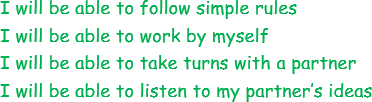 I will be able to follow simple rules
I will be able to work by myself
I will be able to take turns with a partner
I will be able to listen to my partner's ideas